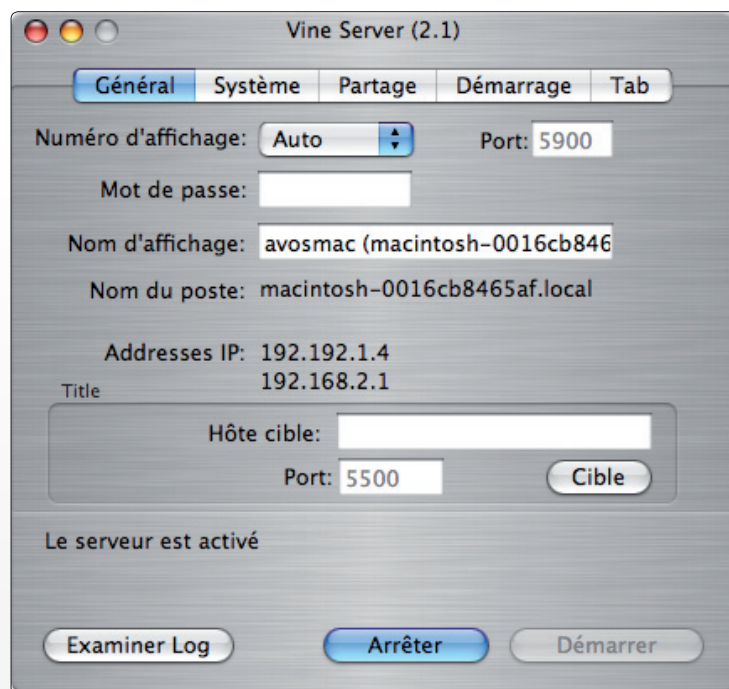 Vine Server (2.1)
Général Système Partage Démarrage Tab
Numéro d'affichage: Auto Port: 5900
Mot de passe:
Nom d'affichage: avosmac (macintosh-0016cb846
Nom du poste: macintosh-0016cb8465af.local
Addresses IP: 192.192.1.4
192.168.2.1
Title
Hôte cible:
Port: 5500 Cible
Le serveur est activé
Examiner Log Arrêter Démarrer